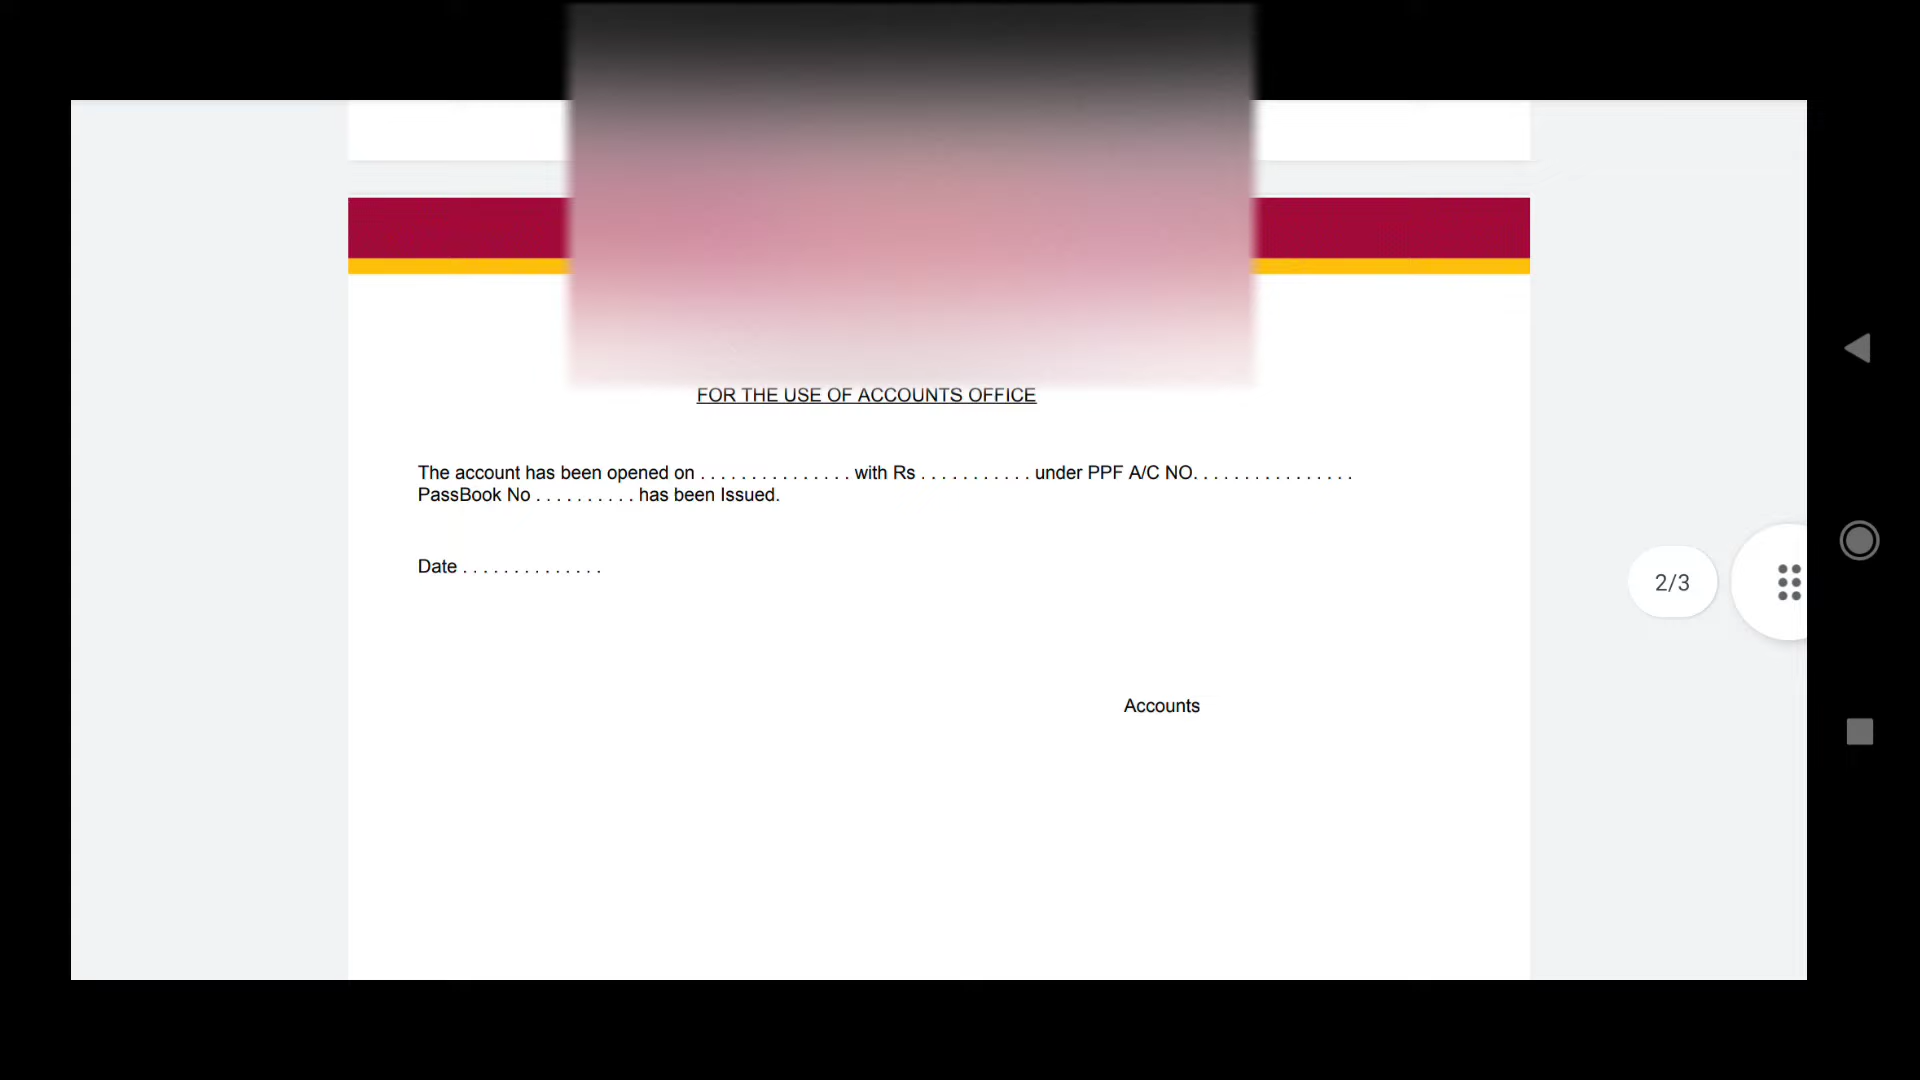 FOR THE USE OF ACCOUNTS OFFICE
The account has been opened on . . . . . . . . . . . . . . . with Rs . . . . . . . . . . . under PPF A/C NO. . . . . . . . . . . . . . . .
PassBook No . . . . . . . . . . has been Issued.
Date . . . . . . . . . . . . . .
2/3
Accounts